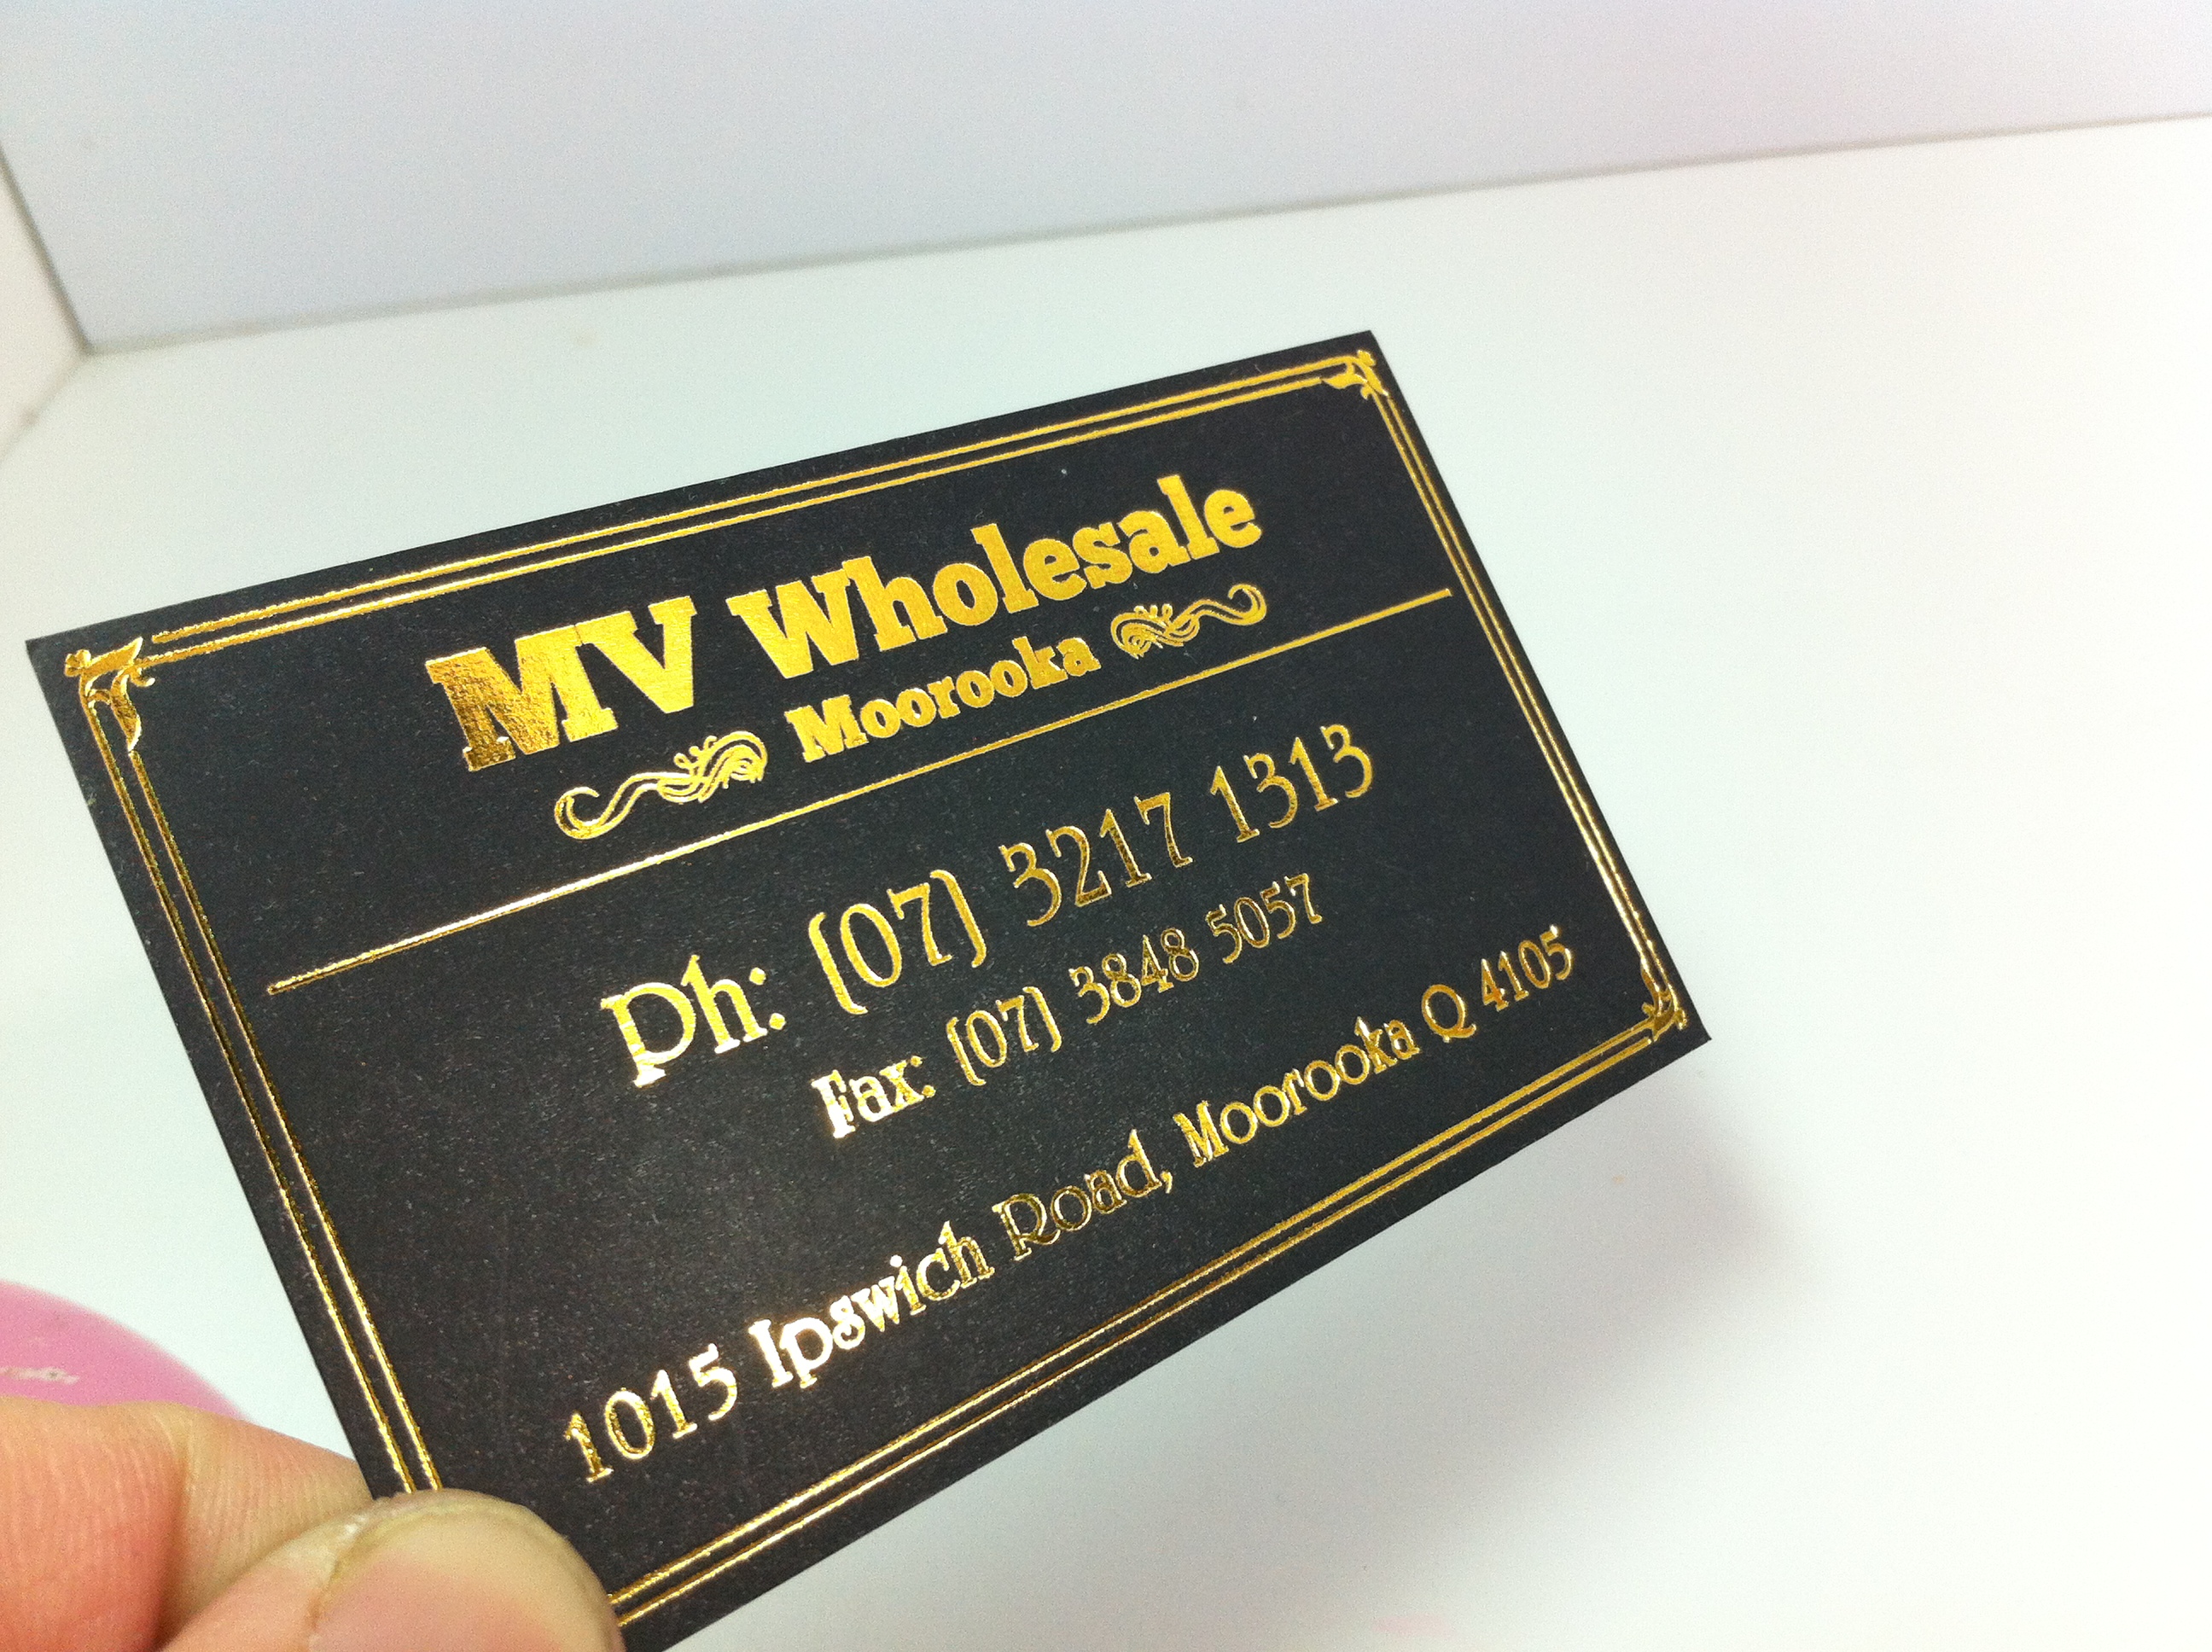 MV Wholesale
Moorooka
Ph: (07) 3217 1313
Fax: (07) 3848 5057
1015 Ipswich Road, Moorooka Q 4105